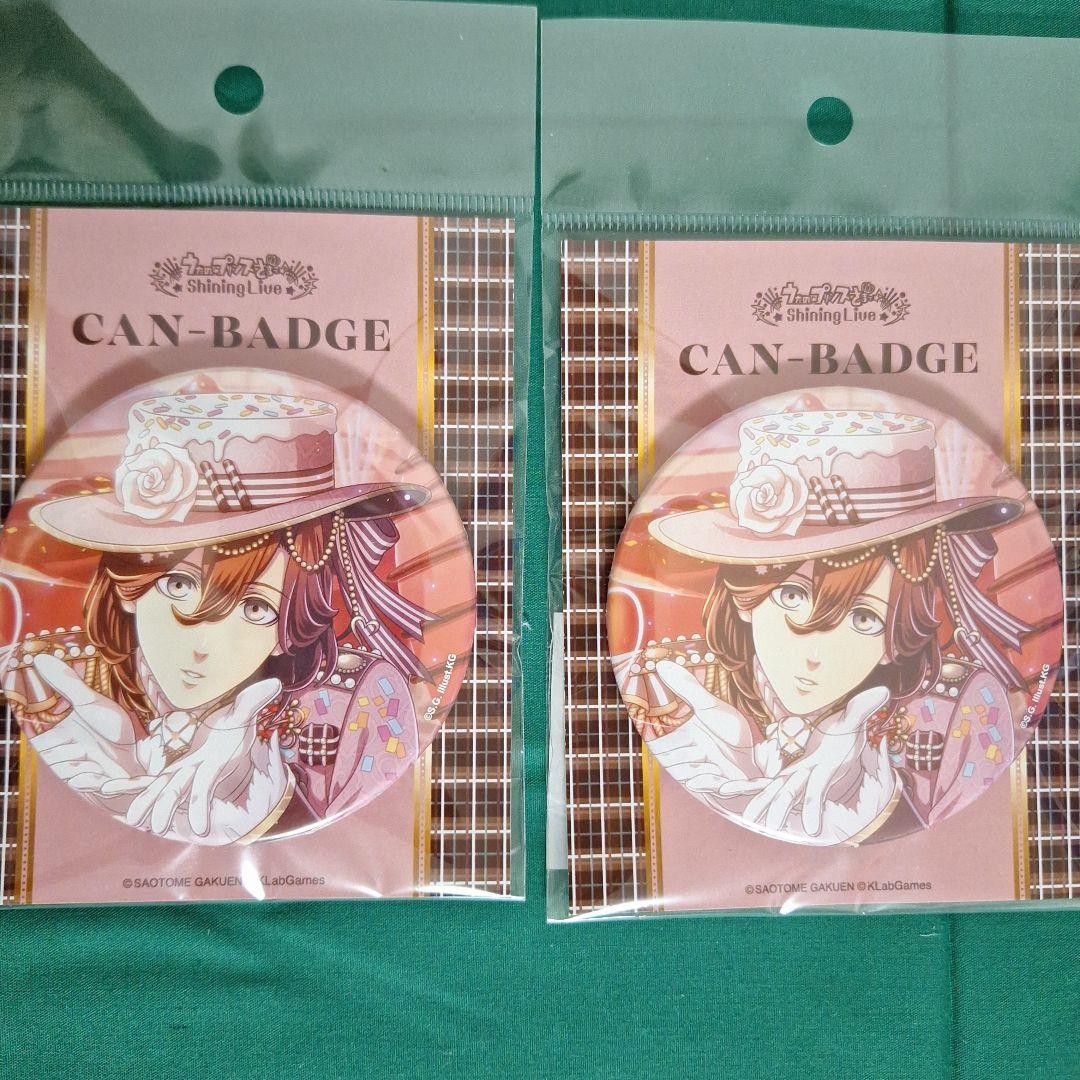 うたの☆プリンスさまっ♪
Shining Live
CAN-BADGE
©S.G. Illust.KG
©SAOTOME GAKUEN ©KLabGames
うたの☆プリンスさまっ♪
Shining Live
CAN-BADGE
©S.G. Illust.KG
©SAOTOME GAKUEN ©KLabGames